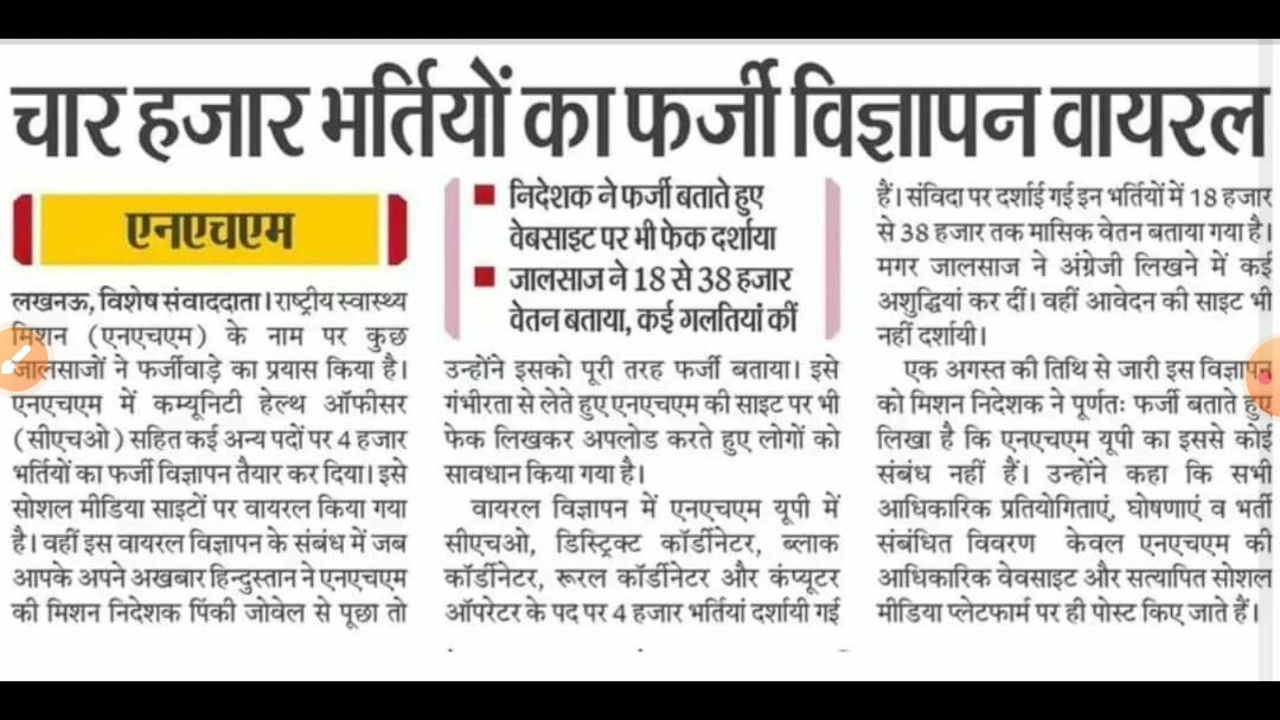 चार हजार भर्तियों का फर्जी विज्ञापन वायरल
एनएचएम
लखनऊ, विशेष संवाददाता। राष्ट्रीय स्वास्थ्य
मिशन (एनएचएम) के नाम पर कुछ
जालसाजों ने फर्जीवाड़े का प्रयास किया है।
एनएचएम में कम्यूनिटी हेल्थ ऑफीसर
(सीएचओ) सहित कई अन्य पदों पर 4 हजार
भर्तियों का फर्जी विज्ञापन तैयार कर दिया। इसे
सोशल मीडिया साइटों पर वायरल किया गया
है। वहीं इस वायरल विज्ञापन के संबंध में जब
आपके अपने अखबार हिन्दुस्तान ने एनएचएम
की मिशन निदेशक पिंकी जोवेल से पूछा तो
■ निदेशक ने फर्जी बताते हुए
वेबसाइट पर भी फेक दर्शाया
■ जालसाज ने 18 से 38 हजार
वेतन बताया, कई गलतियां कीं
उन्होंने इसको पूरी तरह फर्जी बताया। इसे
गंभीरता से लेते हुए एनएचएम की साइट पर भी
फेक लिखकर अपलोड करते हुए लोगों को
सावधान किया गया है।
वायरल विज्ञापन में एनएचएम यूपी में
सीएचओ, डिस्ट्रिक्ट कॉर्डीनेटर, ब्लाक
कॉर्डीनेटर, रूरल कॉर्डीनेटर और कंप्यूटर
ऑपरेटर के पद पर 4 हजार भर्तियां दर्शायी गई
हैं। संविदा पर दर्शाई गई इन भर्तियों में 18 हजार
से 38 हजार तक मासिक वेतन बताया गया है।
मगर जालसाज ने अंग्रेजी लिखने में कई
अशुद्धियां कर दीं। वहीं आवेदन की साइट भी
नहीं दर्शायी।
एक अगस्त की तिथि से जारी इस विज्ञापन
को मिशन निदेशक ने पूर्णतः फर्जी बताते हुए
लिखा है कि एनएचएम यूपी का इससे कोई
संबंध नहीं हैं। उन्होंने कहा कि सभी
आधिकारिक प्रतियोगिताएं, घोषणाएं व भर्ती
संबंधित विवरण केवल एनएचएम की
आधिकारिक वेवसाइट और सत्यापित सोशल
मीडिया प्लेटफार्म पर ही पोस्ट किए जाते हैं।